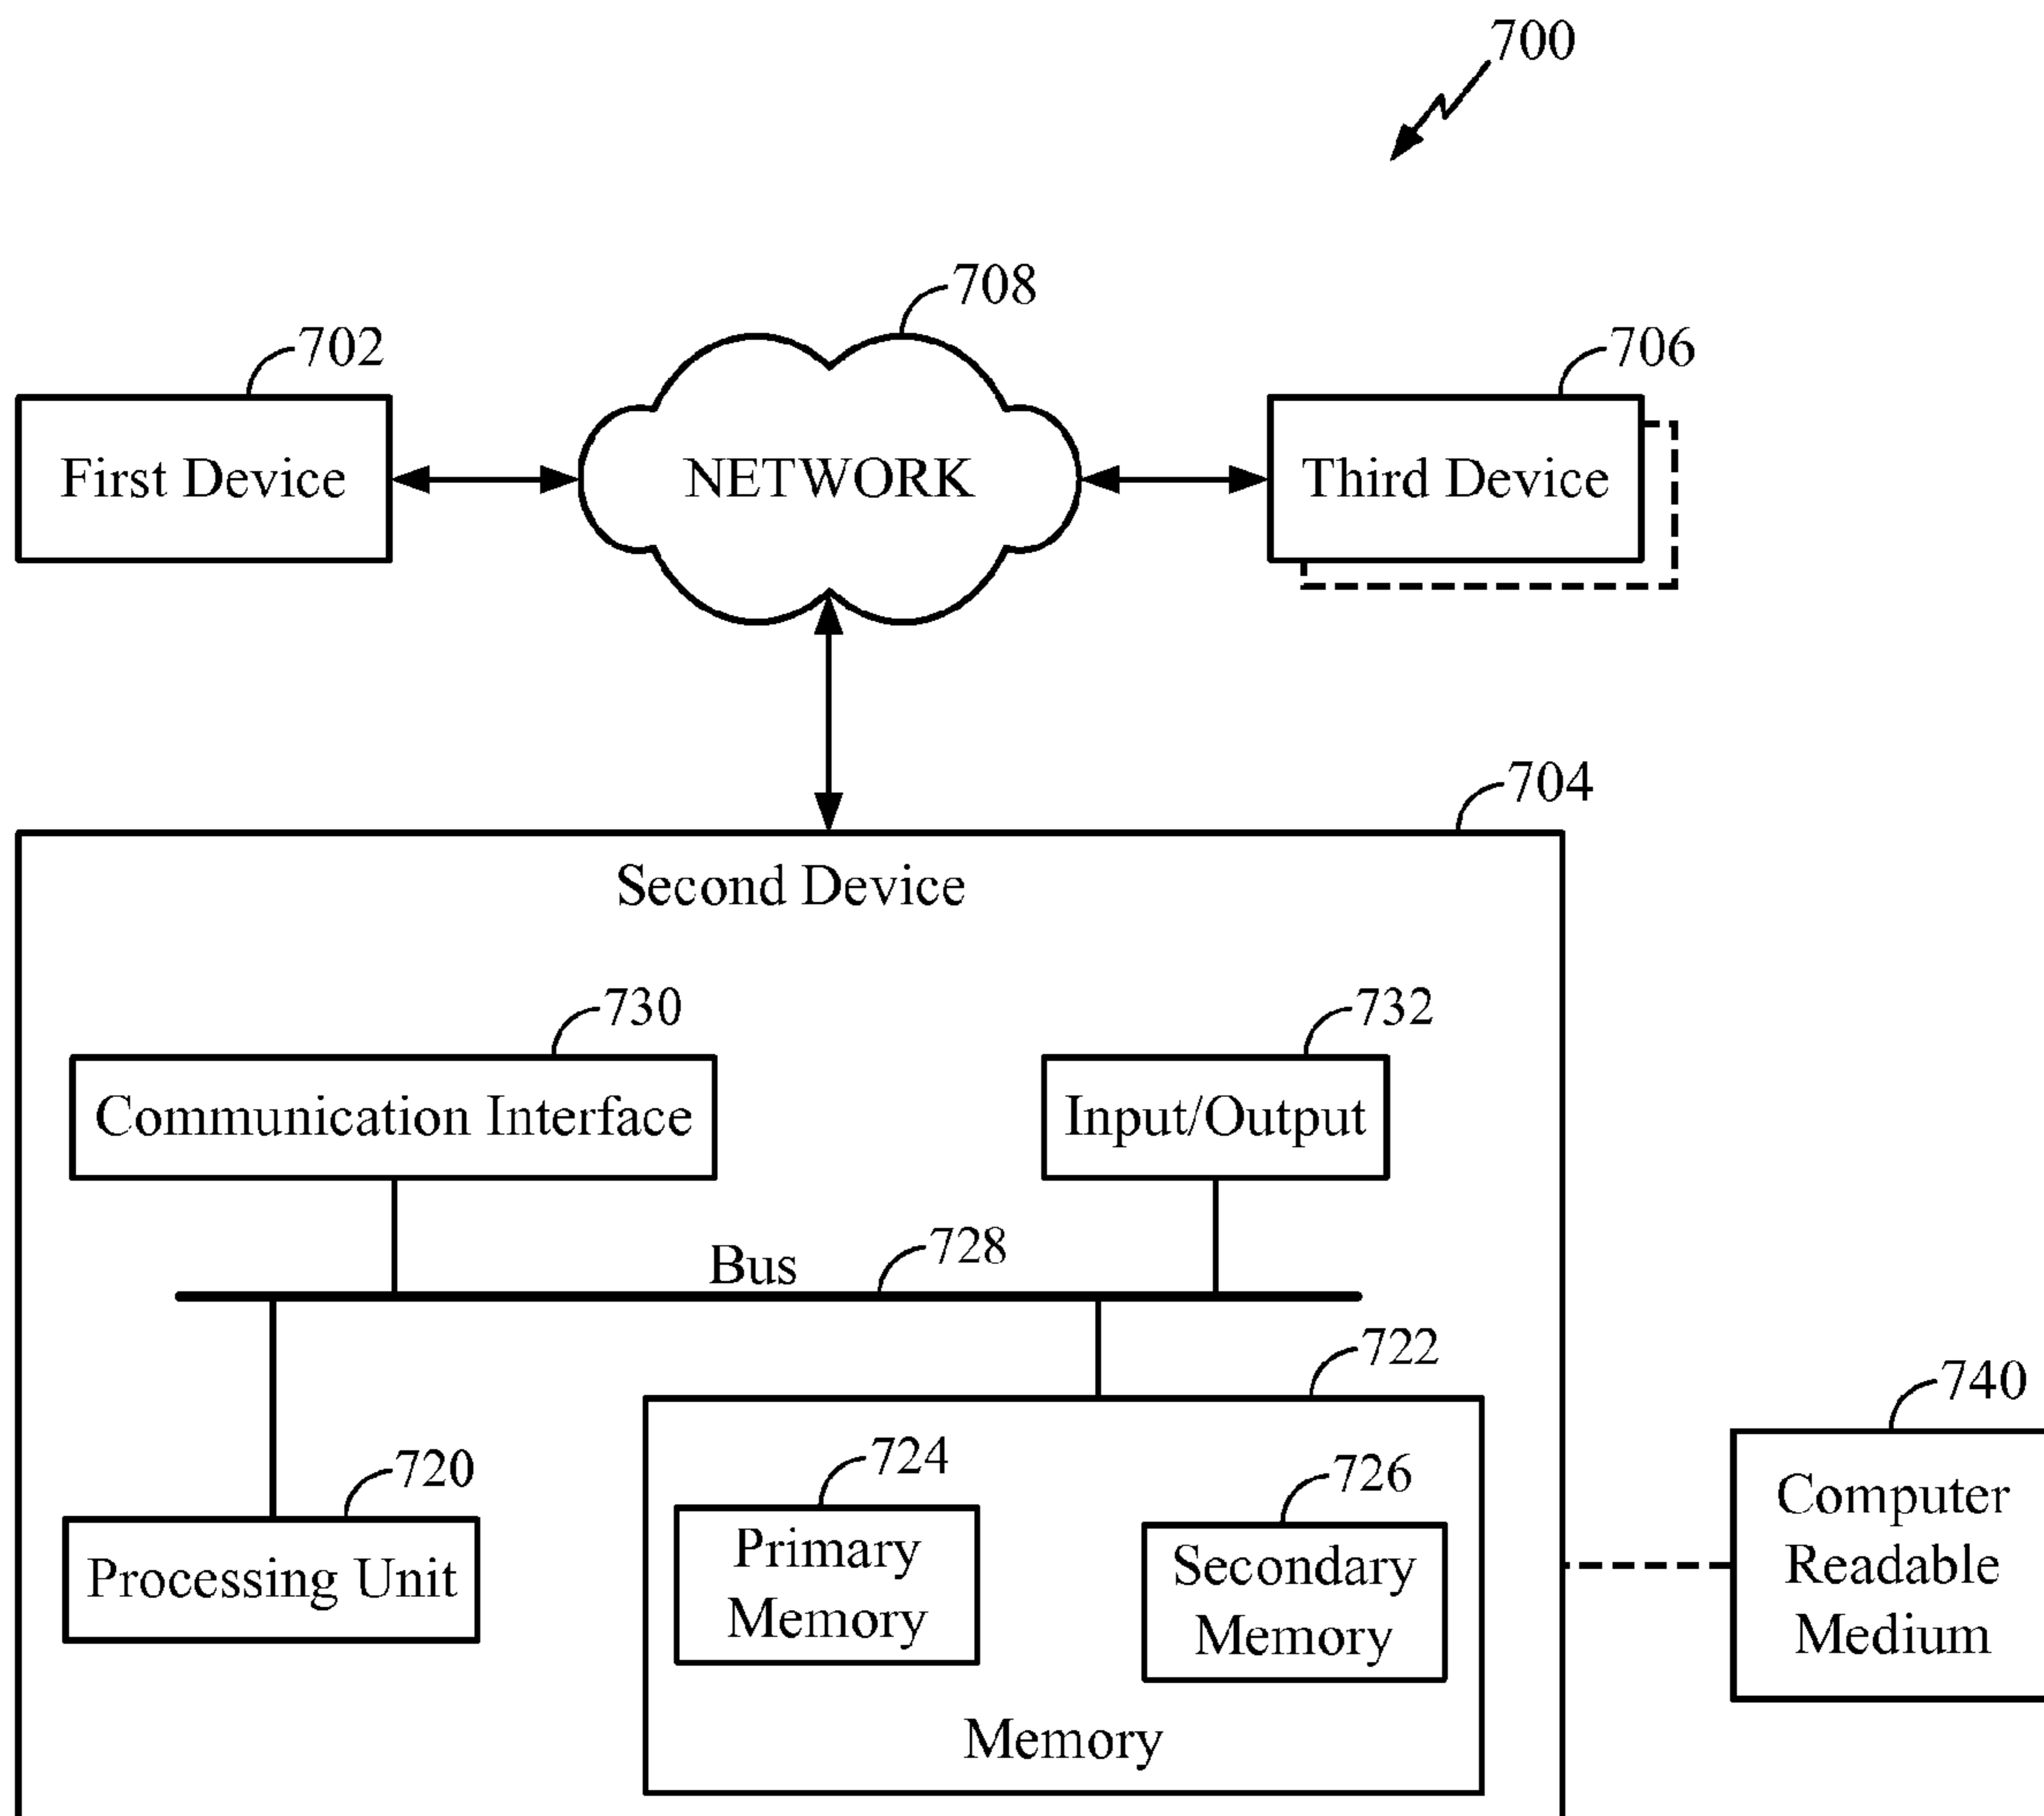 700
708
702
706
First Device
NETWORK
Third Device
704
Second Device
730
732
Communication Interface
Input/Output
Bus
728
722
740
724
726
720
Primary
Memory
Secondary
Memory
Processing Unit
Computer
Readable
Medium
Memory